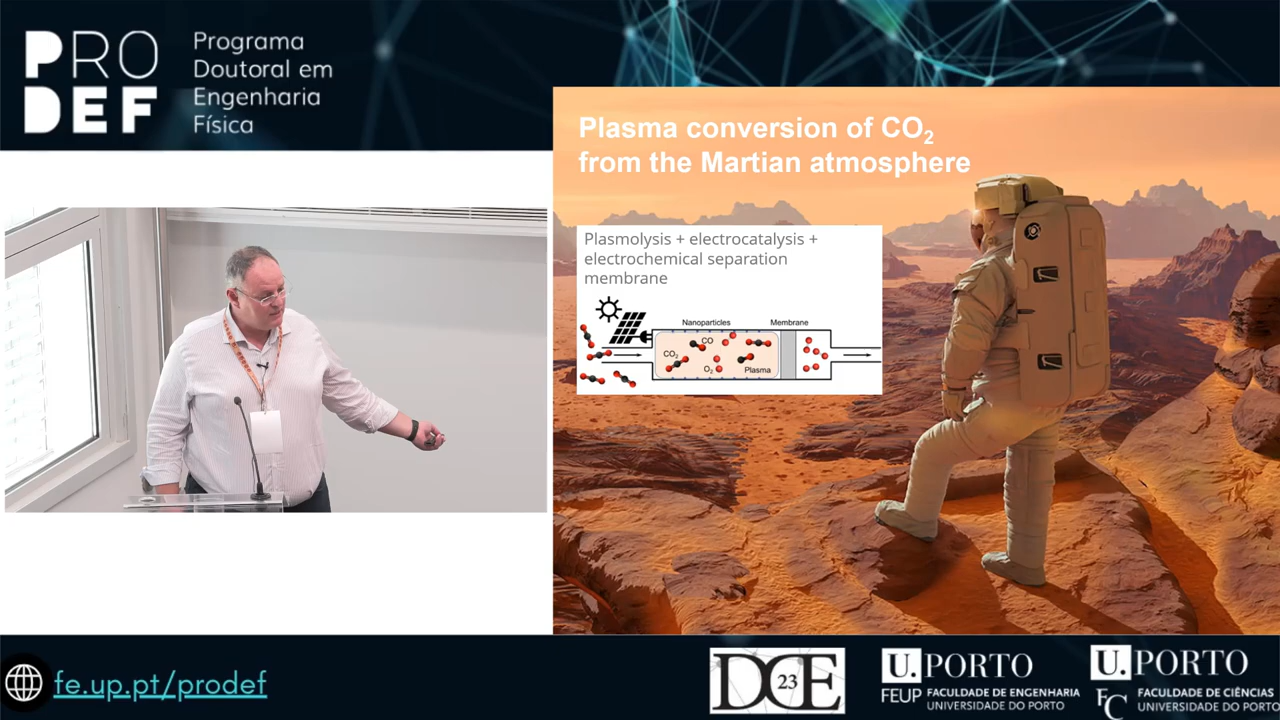 PRO
DEF
Programa
Doutoral em
Engenharia
Física
Plasma conversion of CO₂
from the Martian atmosphere
Plasmolysis + electrocatalysis +
electrochemical separation
membrane
Nanoparticles
Membrane
CO
CO₂
O₂
Plasma
fe.up.pt/prodef
DCE
23
U.PORTO
FEUP FACULDADE DE ENGENHARIA
UNIVERSIDADE DO PORTO
U.PORTO
FC FACULDADE DE CIÊNCIAS
UNIVERSIDADE DO PORTO